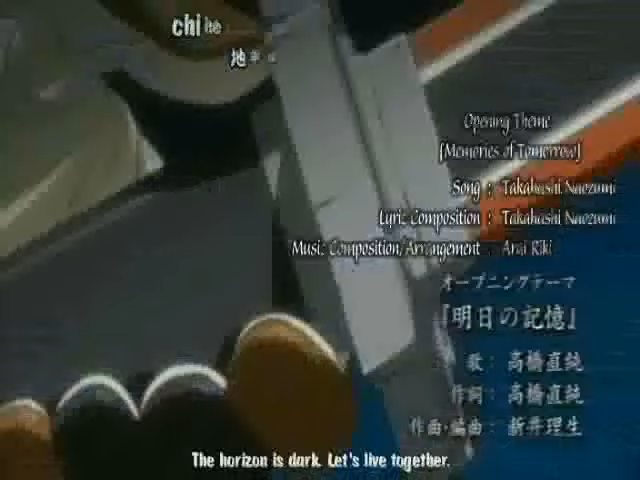 chi he
地平
Opening Theme
[Memories of Tomorrow]
Song : Takahashi Naozumi
Lyric Composition : Takahashi Naozumi
Music Composition/Arrangement : Arai Riki
オープニングテーマ
『明日の記憶』
歌：高橋直純
作詞：高橋直純
作曲・編曲：新井理生
The horizon is dark. Let's live together.